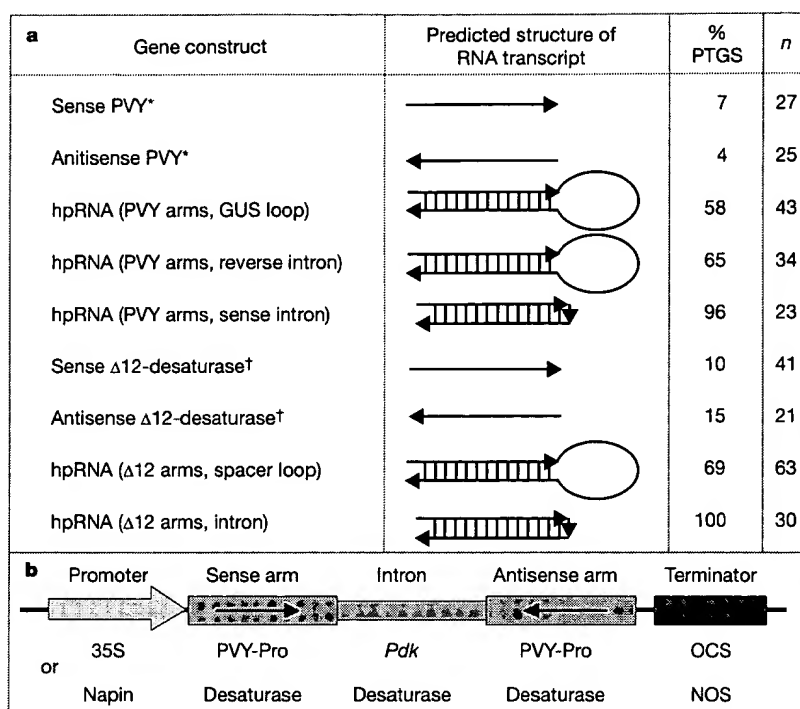 a
Gene construct
Predicted structure of
RNA transcript
%
PTGS
n
Sense PVY* 7 27
Anitisense PVY* 4 25
hpRNA (PVY arms, GUS loop) 58 43
hpRNA (PVY arms, reverse intron) 65 34
hpRNA (PVY arms, sense intron) 96 23
Sense Δ12-desaturase† 10 41
Antisense Δ12-desaturase† 15 21
hpRNA (Δ12 arms, spacer loop) 69 63
hpRNA (Δ12 arms, intron) 100 30
b
Promoter Sense arm Intron Antisense arm Terminator
35S PVY-Pro Pdk PVY-Pro OCS
or
Napin Desaturase Desaturase Desaturase NOS